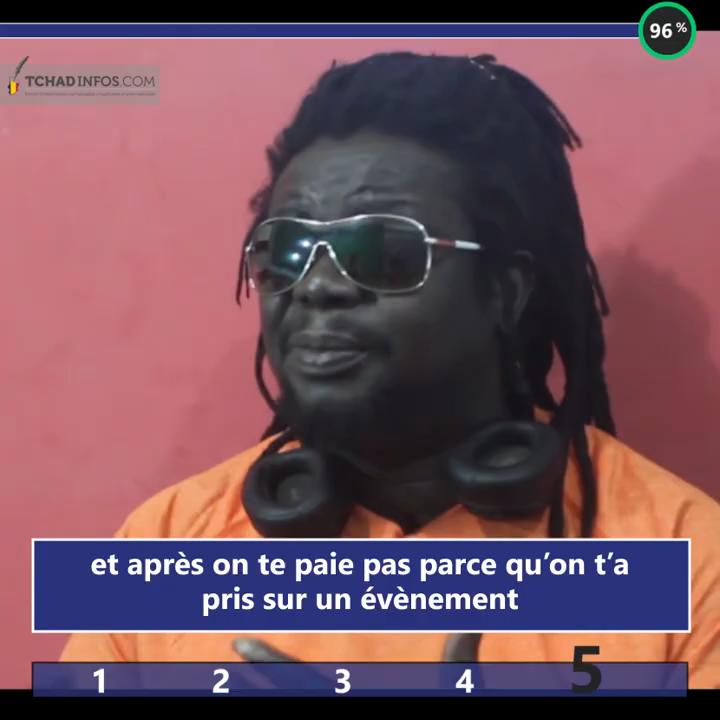 96 %
TCHADINFOS.COM
et après on te paie pas parce qu'on t'a
pris sur un évènement
1 2 3 4 5